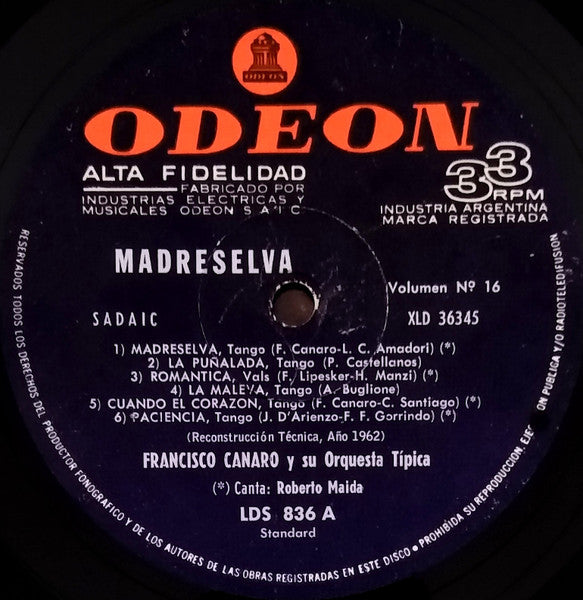 ODEON
ODEON
ALTA FIDELIDAD
FABRICADO POR
INDUSTRIAS ELECTRICAS Y
MUSICALES ODEON S A I C
33
RPM
INDUSTRIA ARGENTINA
MARCA REGISTRADA
MADRESELVA
Volumen Nº 16
SADAIC
XLD 36345
1) MADRESELVA, Tango (F. Canaro-L. C. Amadori) (*)
2) LA PUÑALADA, Tango (P. Castellanos)
3) ROMANTICA, Vals (F. Lipesker-H. Manzi) (*)
4) LA MALEVA, Tango (A. Buglione)
5) CUANDO EL CORAZON, Tango (F. Canaro-C. Santiago) (*)
6) PACIENCIA, Tango (J. D'Arienzo-F. F. Gorrindo) (*)
(Reconstrucción Técnica, Año 1962)
FRANCISCO CANARO y su Orquesta Típica
(*) Canta: Roberto Maida
LDS 836 A
Standard
RESERVADOS TODOS LOS DERECHOS DEL PRODUCTOR FONOGRAFICO Y DE LOS AUTORES DE LAS OBRAS REGISTRADAS EN ESTE DISCO • PROHIBIDA SU REPRODUCCION, EJECUCION PUBLICA Y/O RADIOTELEDIFUSION